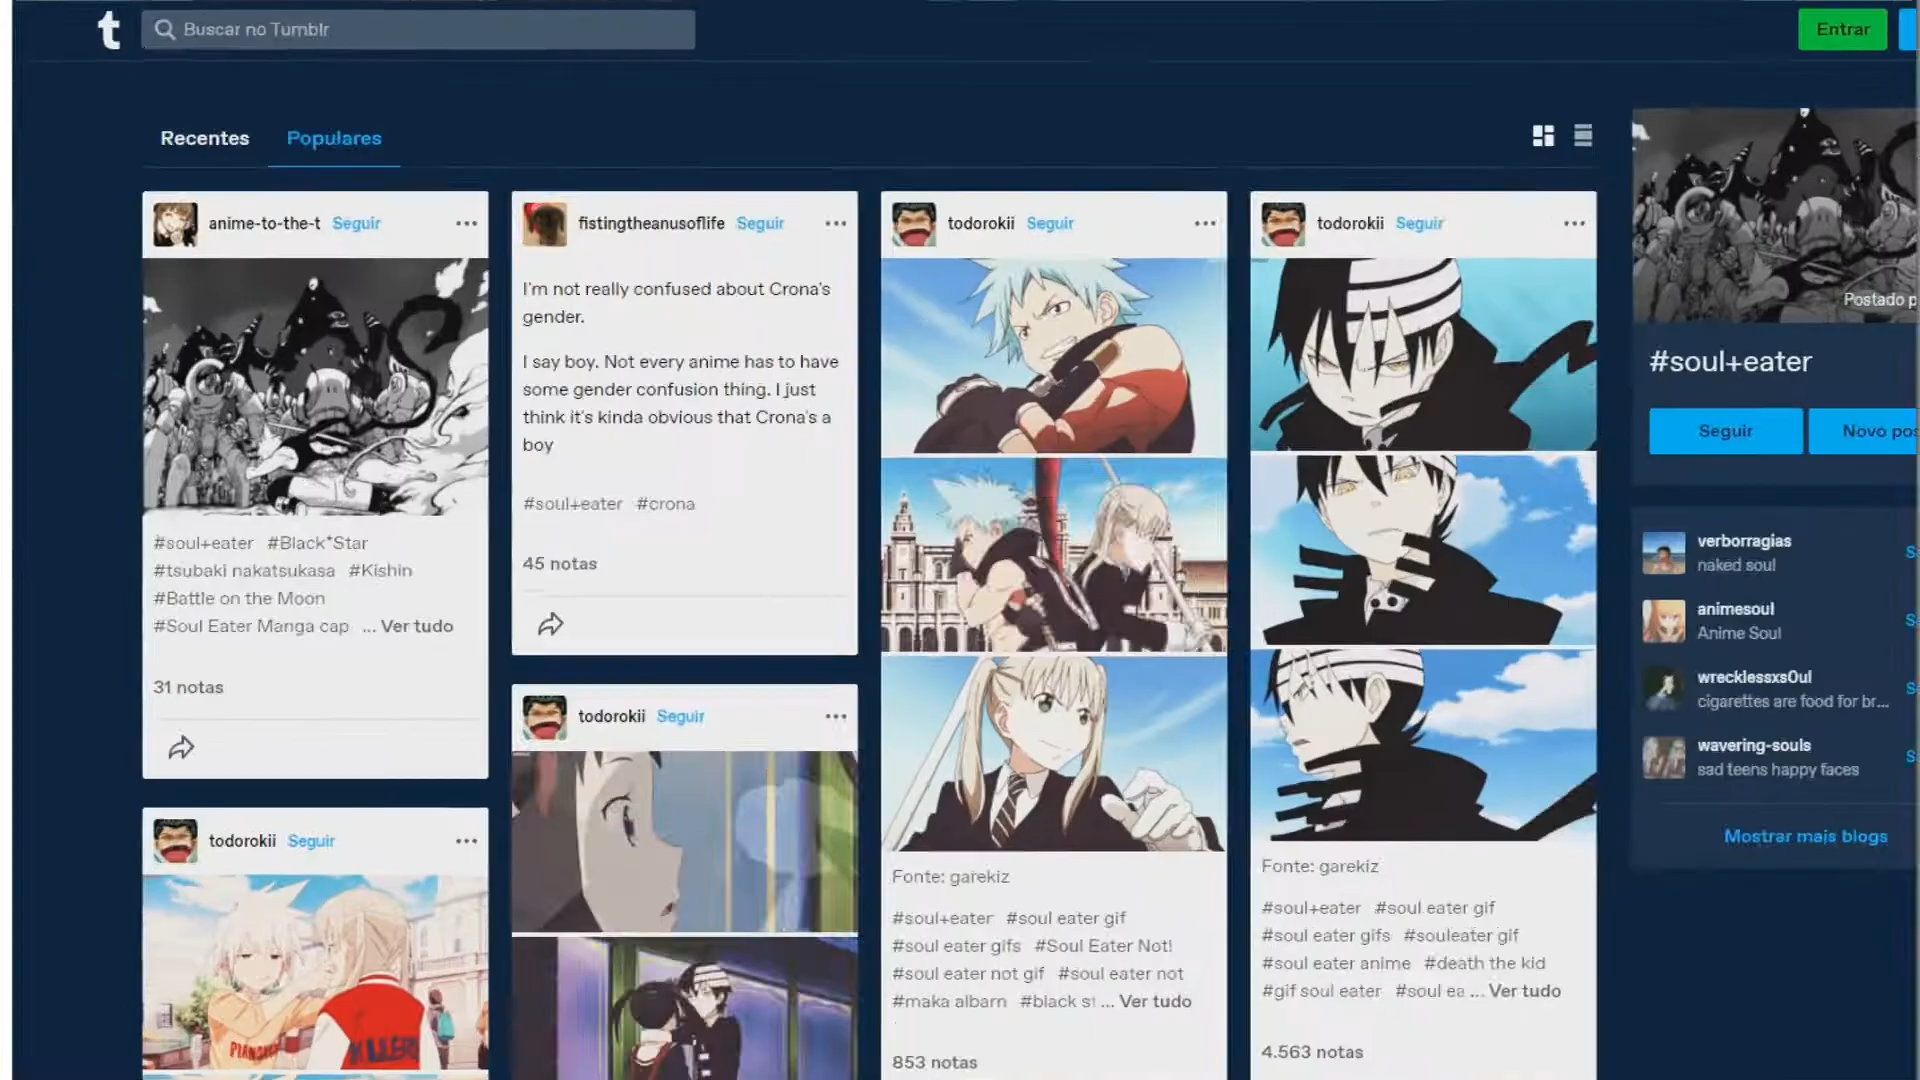 t
Buscar no Tumblr
Entrar
Recentes
Populares
anime-to-the-t Seguir
#soul+eater #Black*Star
#tsubaki nakatsukasa #Kishin
#Battle on the Moon
#Soul Eater Manga cap ... Ver tudo
31 notas
todorokii Seguir
fistingtheanusoflife Seguir
I'm not really confused about Crona's
gender.
I say boy. Not every anime has to have
some gender confusion thing. I just
think it's kinda obvious that Crona's a
boy
#soul+eater #crona
45 notas
todorokii Seguir
todorokii Seguir
Fonte: garekiz
#soul+eater #soul eater gif
#soul eater gifs #Soul Eater Not!
#soul eater not gif #soul eater not
#maka albarn #black s ... Ver tudo
853 notas
todorokii Seguir
Fonte: garekiz
#soul+eater #soul eater gif
#soul eater gifs #souleater gif
#soul eater anime #death the kid
#gif soul eater #soul ea ... Ver tudo
4.563 notas
Postado p
#soul+eater
Seguir
Novo pos
verborragias
naked soul
animesoul
Anime Soul
wrecklessxs0ul
cigarettes are food for br...
wavering-souls
sad teens happy faces
Mostrar mais blogs